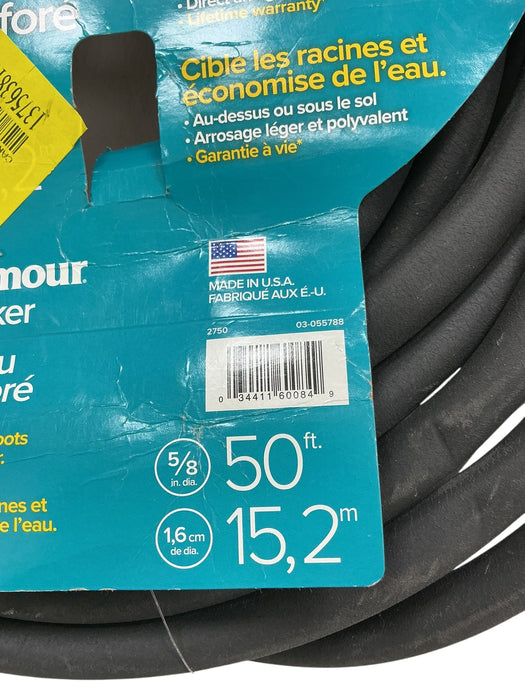 fore
• Direct
• Lifetime warranty*
Cible les racines et
économise de l'eau.
• Au-dessus ou sous le sol
• Arrosage léger et polyvalent
• Garantie à vie*
mour®
ker
MADE IN U.S.A.
FABRIQUÉ AUX É.-U.
2750 03-055788
0 34411 60084 9
u
eré
oots
r.
nes et
e l'eau.
5/8
in. dia.
50 ft.
1,6 cm
de dia.
15,2 m